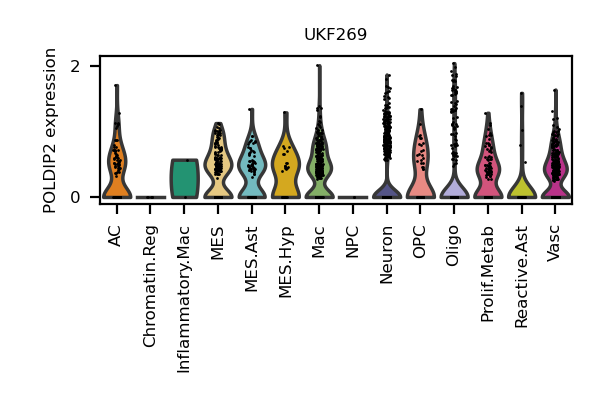 UKF269
POLDIP2 expression
2
0
AC
Chromatin.Reg
Inflammatory.Mac
MES
MES.Ast
MES.Hyp
Mac
NPC
Neuron
OPC
Oligo
Prolif.Metab
Reactive.Ast
Vasc